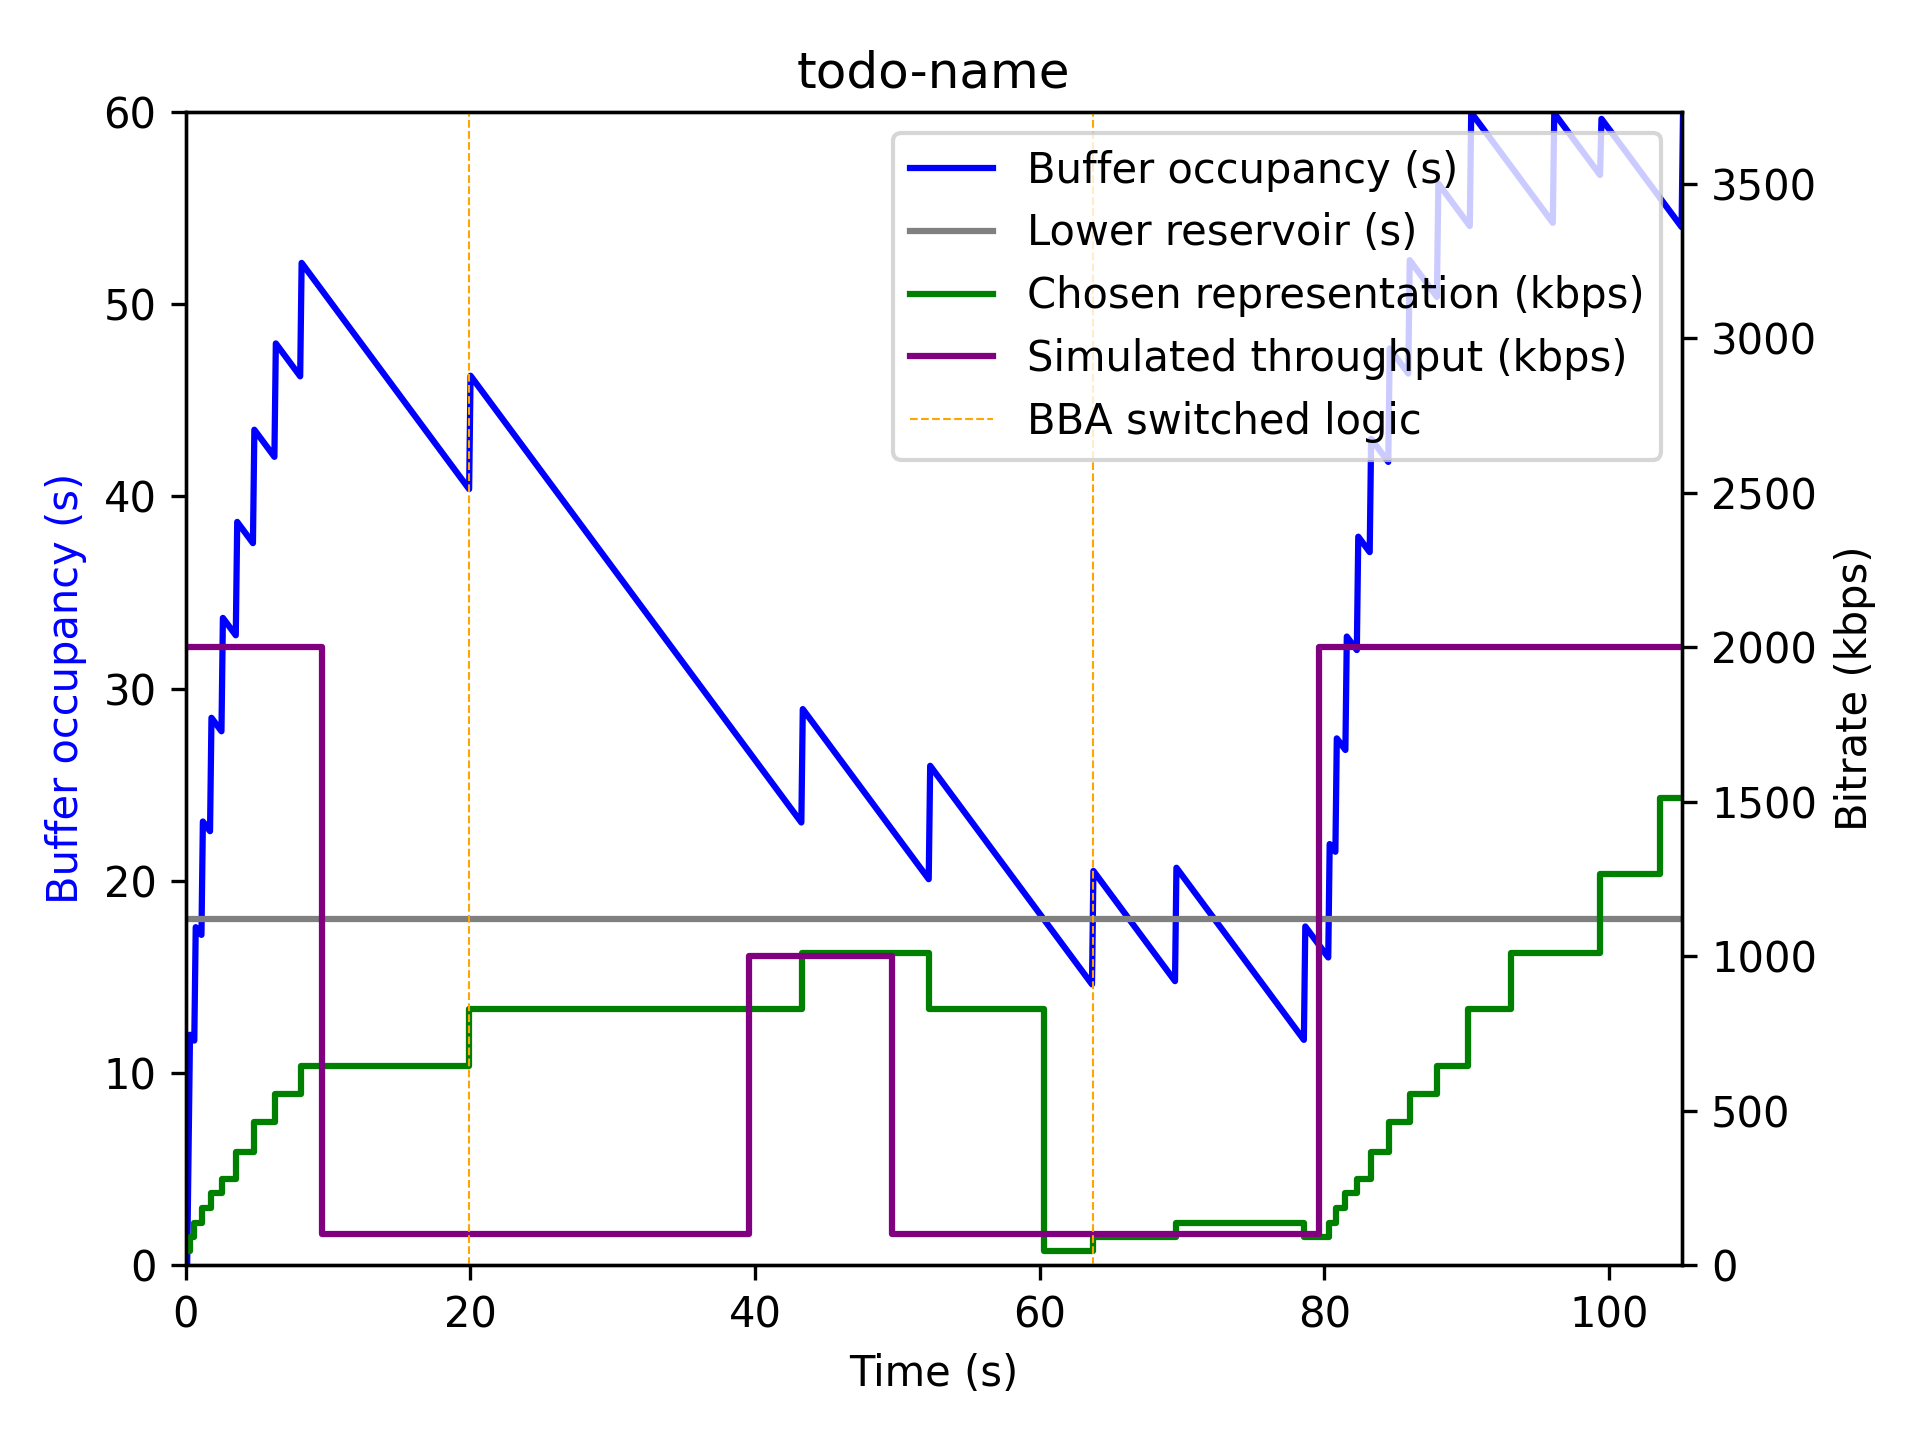 todo-name
60
50
40
30
20
10
0
Buffer occupancy (s)
Buffer occupancy (s)
Lower reservoir (s)
Chosen representation (kbps)
Simulated throughput (kbps)
BBA switched logic
3500
3000
2500
2000
1500
1000
500
0
Bitrate (kbps)
0 20 40 60 80 100
Time (s)